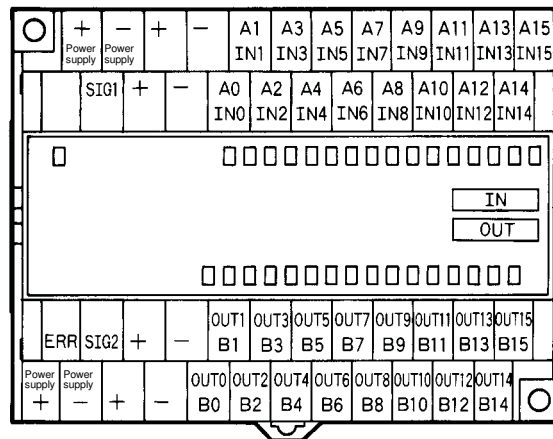 + − + − A1 A3 A5 A7 A9 A11 A13 A15
Power supply Power supply IN1 IN3 IN5 IN7 IN9 IN11 IN13 IN15
SIG1 + − A0 A2 A4 A6 A8 A10 A12 A14
IN0 IN2 IN4 IN6 IN8 IN10 IN12 IN14
IN
OUT
OUT1 OUT3 OUT5 OUT7 OUT9 OUT11 OUT13 OUT15
ERR SIG2 + − B1 B3 B5 B7 B9 B11 B13 B15
Power supply Power supply OUT0 OUT2 OUT4 OUT6 OUT8 OUT10 OUT12 OUT14
+ − + − B0 B2 B4 B6 B8 B10 B12 B14